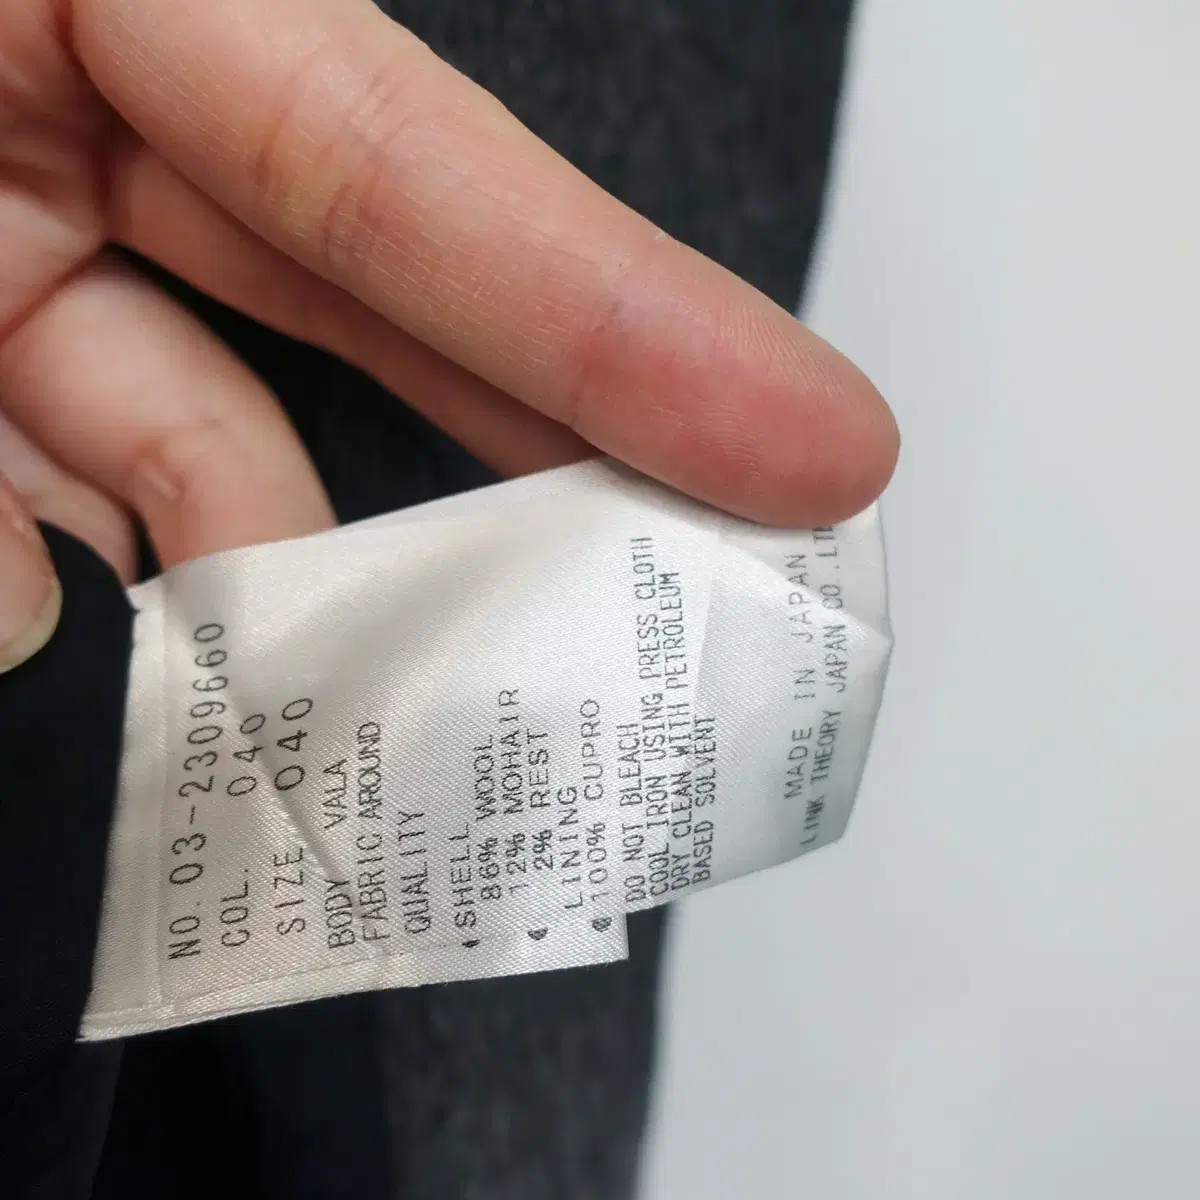 NO. 03-2309660
COL. 040
SIZE 040
BODY VALA
FABRIC AROUND
QUALITY
SHELL
86% WOOL
12% MOHAIR
2% REST
LINING
100% CUPRO
DO NOT BLEACH
COOL IRON USING PRESS CLOTH
DRY CLEAN WITH PETROLEUM
BASED SOLVENT
MADE IN JAPAN
LINK THEORY JAPAN CO.,LTD